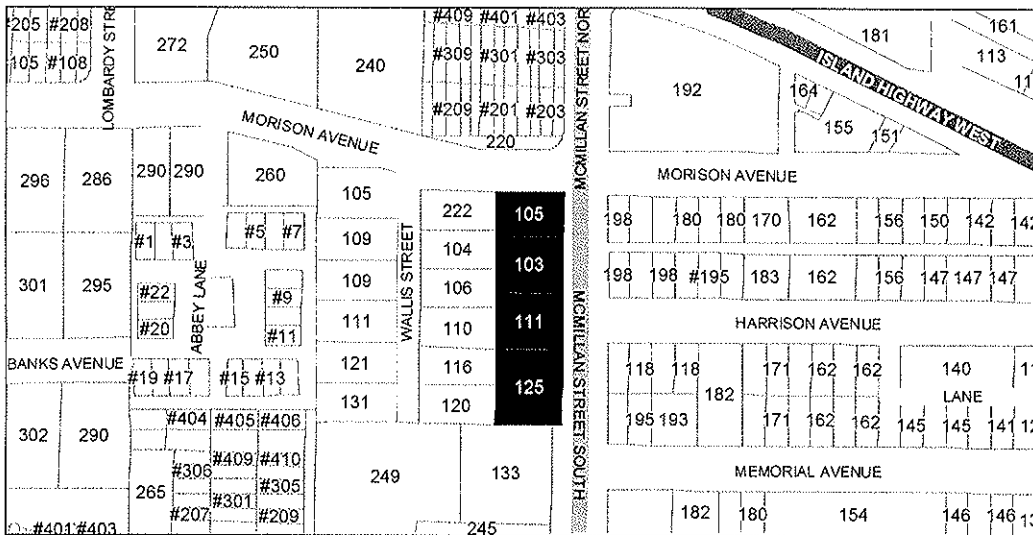 205 #208
#409 #401 #403
161
272
250
181
113
11
105 #108
#309 #301 #303
240
LOMBARDY STRE
MCMILLAN STREET NOR
ISLAND HIGHWAY WEST
192
164
#209 #201 #203
155
151
220
MORISON AVENUE
MORISON AVENUE
296
286
290 290
260
105
222
105
198 180 180 170 162 156 150 142 142
#1 #3
#5 #7
109
104
103
WALLIS STREET
301
295
ABBEY LANE
#22
#9
109
106
198 198 #195 183 162 156 147 147 147
#20
#11
111
110
111
MCMILLAN STREET SOUTH
HARRISON AVENUE
BANKS AVENUE
#19 #17
#15 #13
121
116
125
118 118 182 171 162 162 140 11
LANE
131
120
#404 #405 #406
195 193 171 162 162 145 145 141 12
302
290
#409 #410
#306
#305
249
133
MEMORIAL AVENUE
265
#301
#207
#209
245
182 180 154 146 146 13
#401 #403